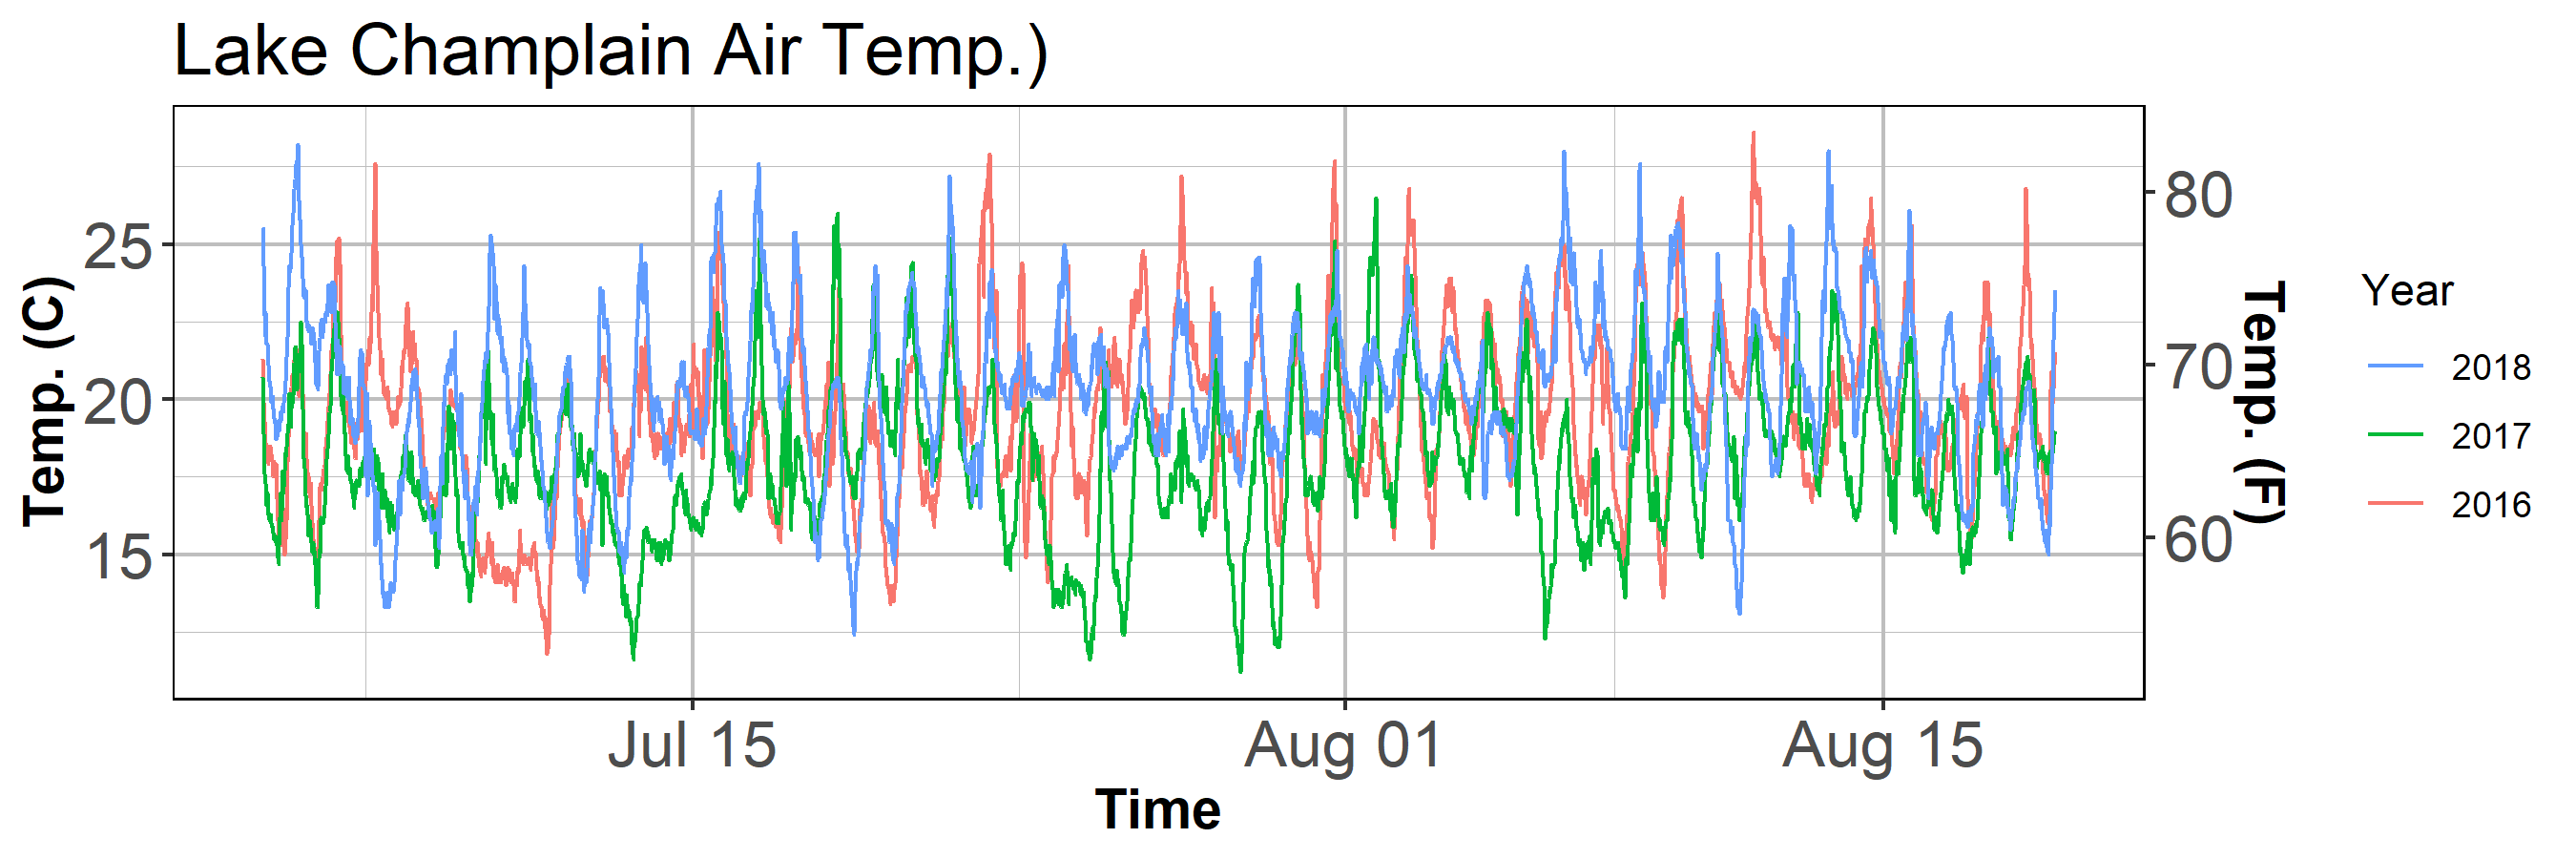 Lake Champlain Air Temp.)
Temp. (C)
25
20
15
80
70
60
Temp. (F)
Jul 15
Aug 01
Aug 15
Time
Year
2018
2017
2016